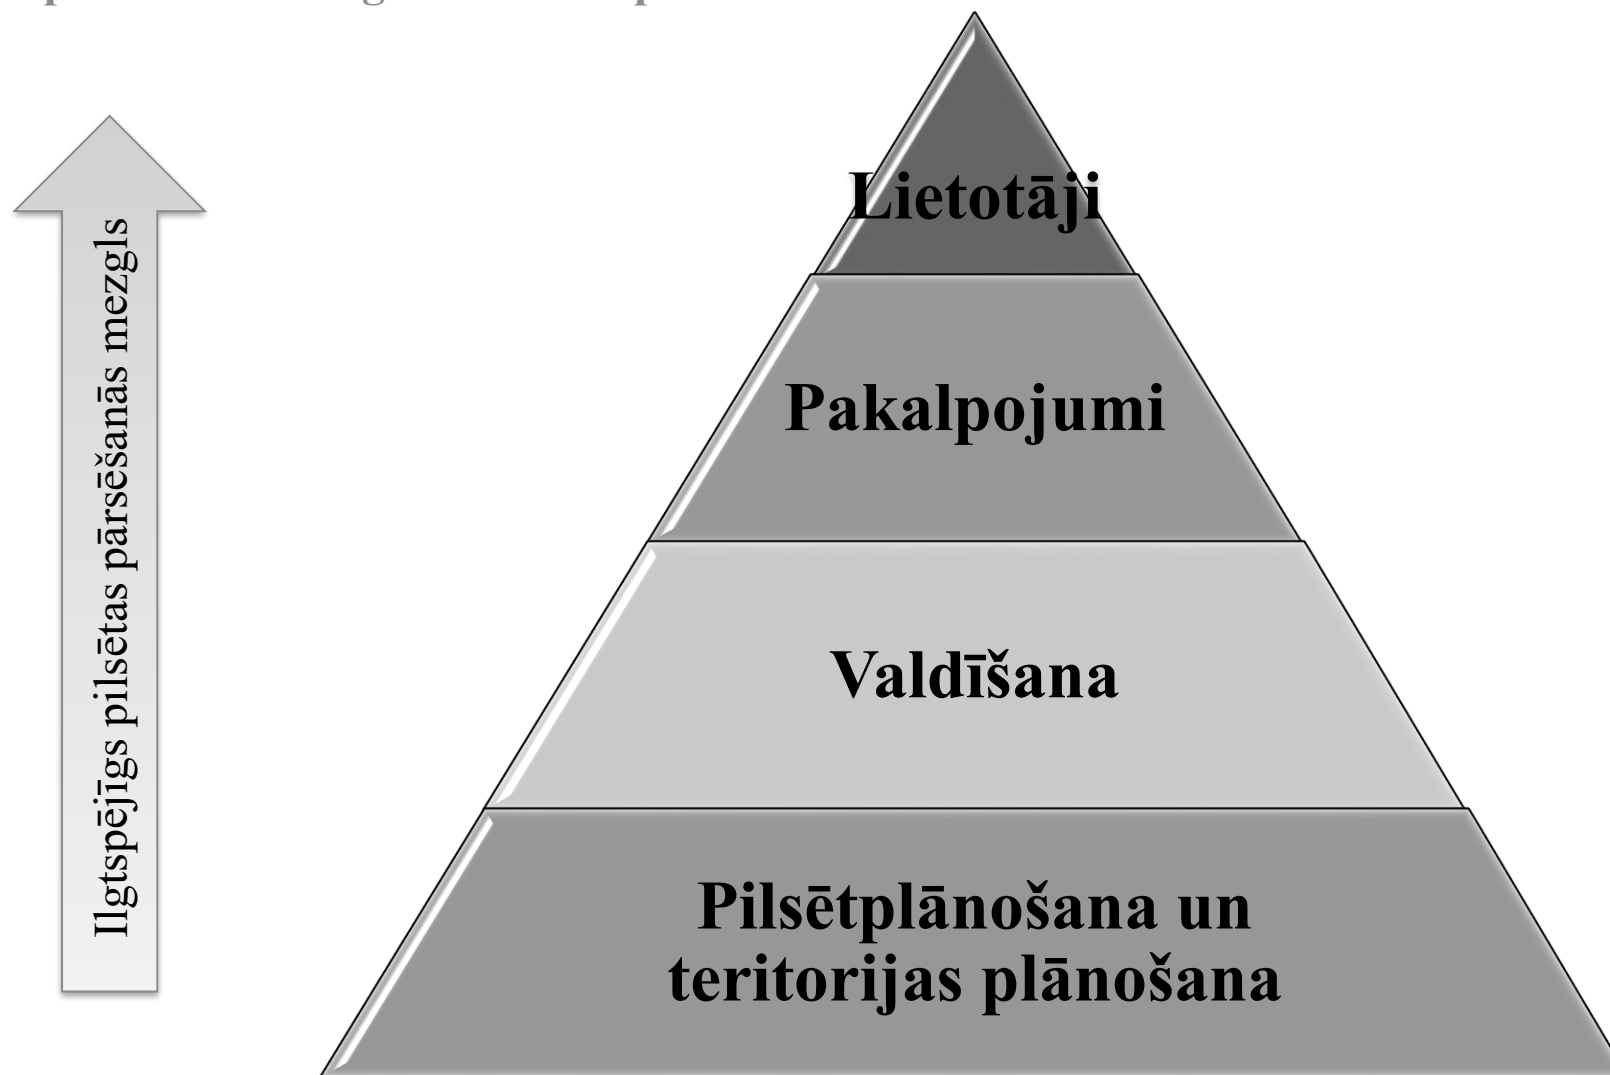 Ilgtspējīgs pilsētas pārsēšanās mezgls
Lietotāji
Pakalpojumi
Valdīšana
Pilsētplānošana un
teritorijas plānošana